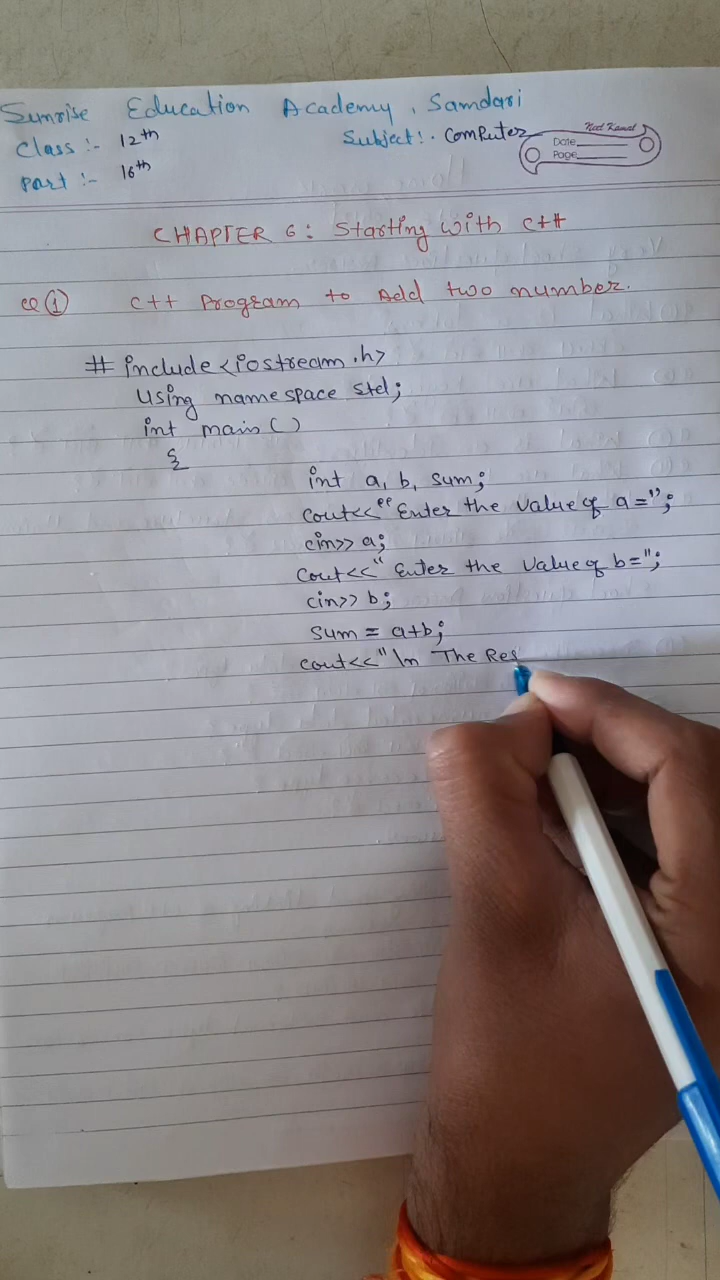 Sunrise Education Academy, Samdari
Class :- 12th Subject :- Computer
Part :- 16th
Neel Kamal
Date
Page
CHAPTER 6: Starting with C++
Q ① C++ Program to Add two number.
# include <iostream.h>
Using namespace std;
int main ()
{
int a, b, sum;
cout<<"Enter the value of a =";
cin>> a;
cout<<" Enter the value of b=";
cin>> b;
sum = a+b;
cout<<"\n The Res